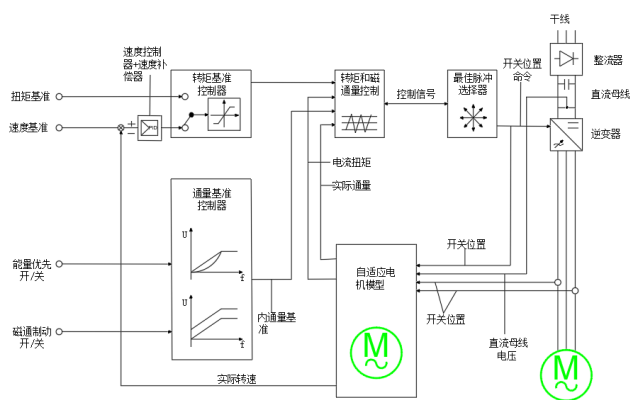 干线
速度控制
器+速度补
偿器
转矩基准
控制器
转矩和磁
通量控制
最佳脉冲
选择器
开关位置
命令
整流器
扭矩基准
控制信号
直流母线
速度基准
PID
逆变器
电流扭矩
实际通量
通量基准
控制器
U
f
开关位置
能量优先
开/关
自适应电
机模型
U
f
内通量基
准
开关位置
磁通制动
开/关
直流母线
电压
M
M
实际转速